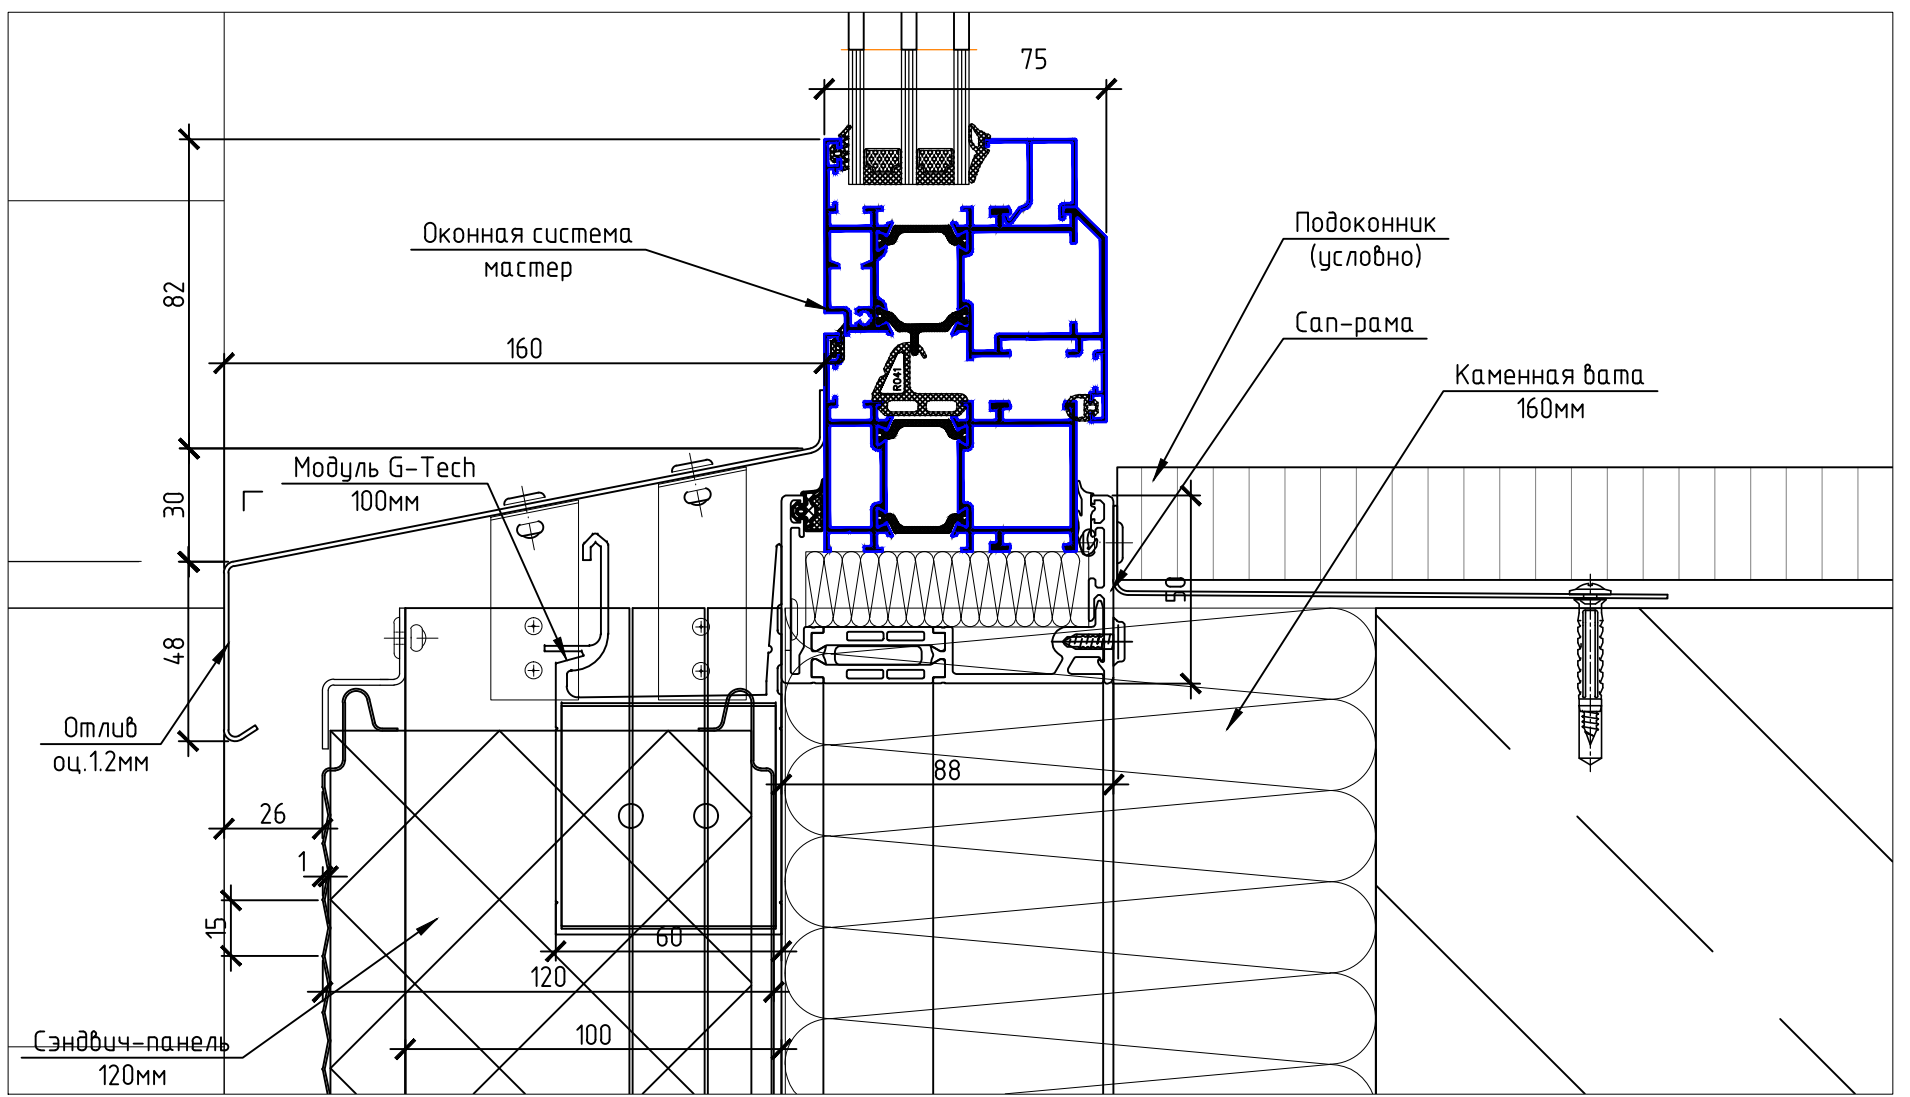 75
Оконная система
мастер
Подоконник
(условно)
82
Сап-рама
160
Каменная вата
160мм
R041
Модуль G-Tech
100мм
30
48
Отлив
оц.1.2мм
88
26
1
15
60
120
Сэндвич-панель
120мм
100